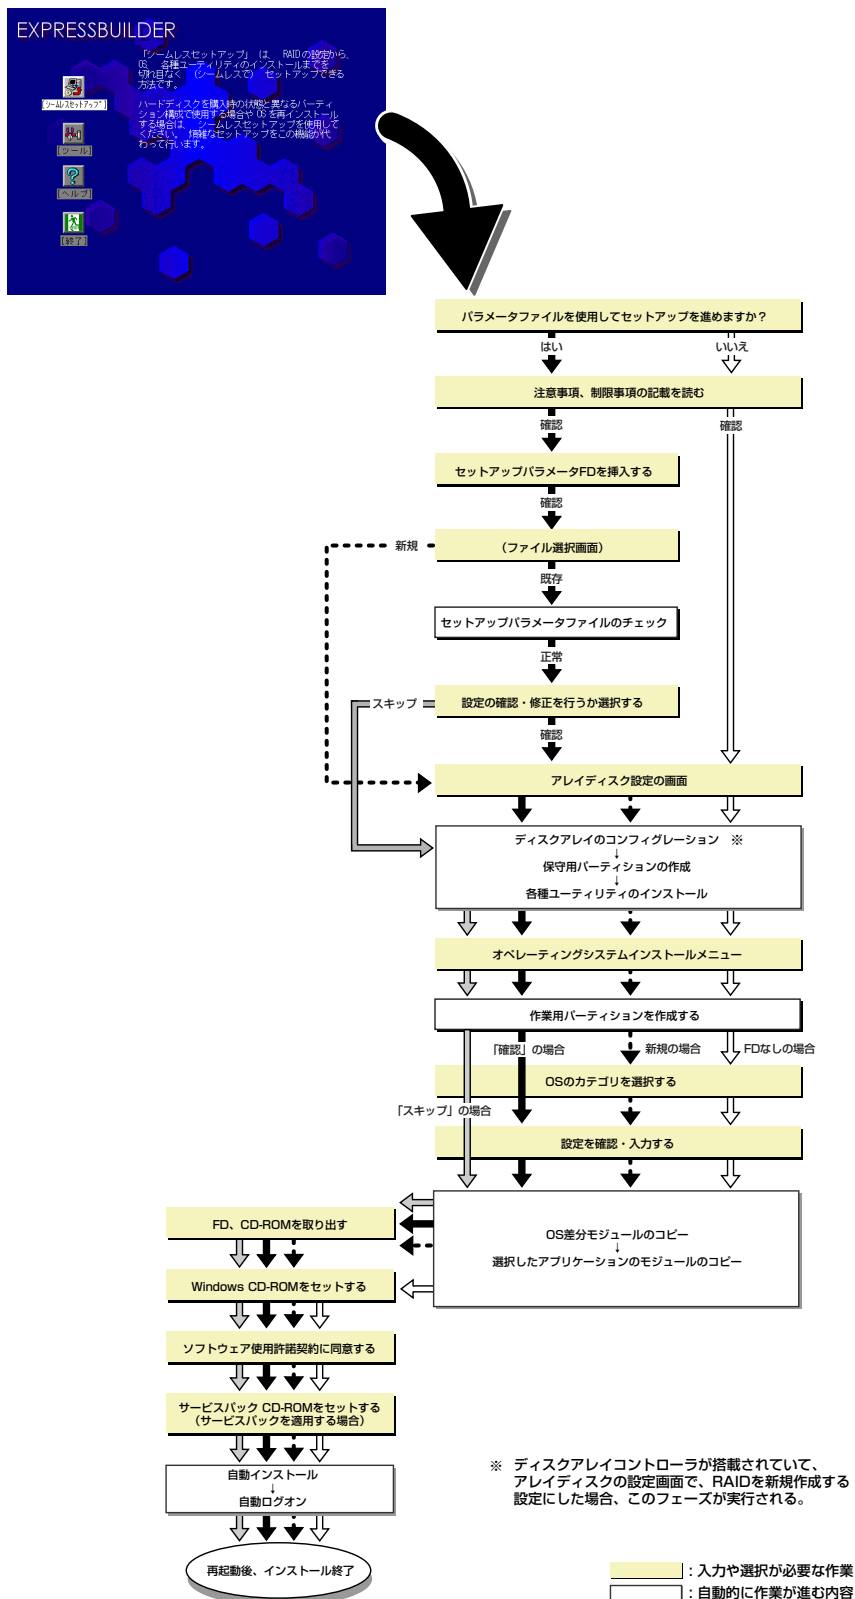 EXPRESSBUILDER
「シームレスセットアップ」 は、 RAIDの設定から、
OS、 各種ユーティリティのインストールまでを
切れ目なく （シームレスで） セットアップできる
方法です。
ハードディスクを購入時の状態と異なるパーティ
ション構成で使用する場合や OSを再インストール
する場合は、 シームレスセットアップを使用して
ください。 煩雑なセットアップをこの機能が代
わって行います。
[シームレスセットアップ]
[ツール]
[ヘルプ]
[終了]
パラメータファイルを使用してセットアップを進めますか？
はい
いいえ
注意事項、制限事項の記載を読む
確認
確認
セットアップパラメータFDを挿入する
確認
新規
（ファイル選択画面）
既存
セットアップパラメータファイルのチェック
正常
スキップ
設定の確認・修正を行うか選択する
確認
アレイディスク設定の画面
ディスクアレイのコンフィグレーション ※
↓
保守用パーティションの作成
↓
各種ユーティリティのインストール
オペレーティングシステムインストールメニュー
作業用パーティションを作成する
「確認」の場合
新規の場合
FDなしの場合
OSのカテゴリを選択する
「スキップ」の場合
設定を確認・入力する
OS差分モジュールのコピー
↓
選択したアプリケーションのモジュールのコピー
FD、CD-ROMを取り出す
Windows CD-ROMをセットする
ソフトウェア使用許諾契約に同意する
サービスパック CD-ROMをセットする
（サービスパックを適用する場合）
自動インストール
↓
自動ログオン
再起動後、インストール終了
※ ディスクアレイコントローラが搭載されていて、
アレイディスクの設定画面で、RAIDを新規作成する
設定にした場合、このフェーズが実行される。
：入力や選択が必要な作業
：自動的に作業が進む内容